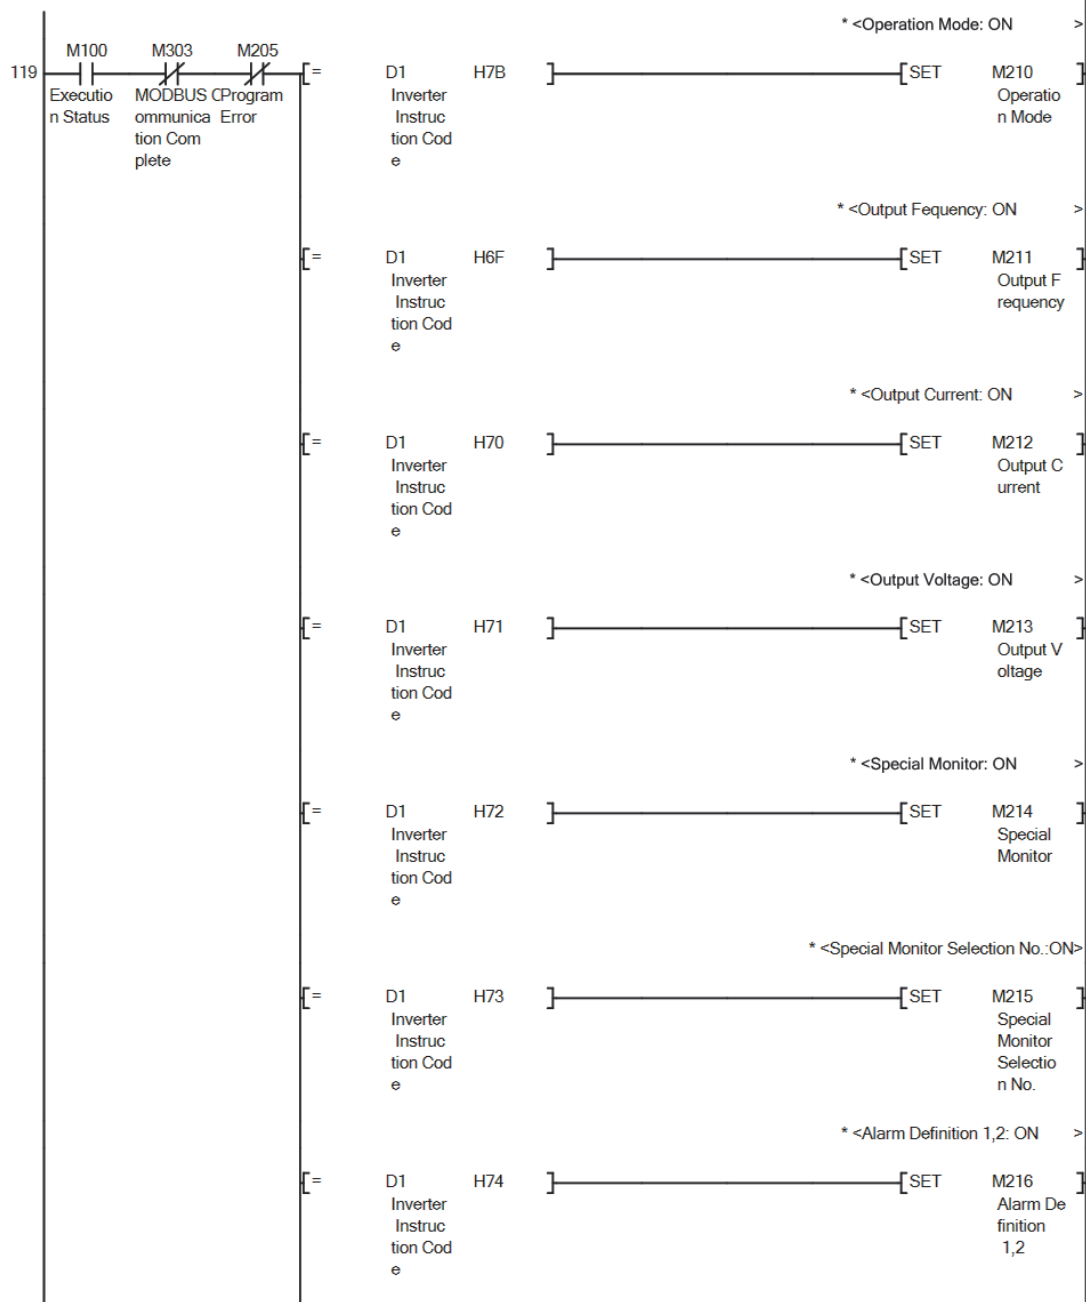 * <Operation Mode: ON >
M100 M303 M205
119 [= D1 H7B ] [SET M210 ]
Executio MODBUS C Program Inverter Operatio
n Status ommunica Error Instruc n Mode
tion Com tion Cod
plete e
* <Output Fequency: ON >
[= D1 H6F ] [SET M211 ]
Inverter Output F
Instruc requency
tion Cod
e
* <Output Current: ON >
[= D1 H70 ] [SET M212 ]
Inverter Output C
Instruc urrent
tion Cod
e
* <Output Voltage: ON >
[= D1 H71 ] [SET M213 ]
Inverter Output V
Instruc oltage
tion Cod
e
* <Special Monitor: ON >
[= D1 H72 ] [SET M214 ]
Inverter Special
Instruc Monitor
tion Cod
e
* <Special Monitor Selection No.:ON>
[= D1 H73 ] [SET M215 ]
Inverter Special
Instruc Monitor
tion Cod Selectio
e n No.
* <Alarm Definition 1,2: ON >
[= D1 H74 ] [SET M216 ]
Inverter Alarm De
Instruc finition
tion Cod 1,2
e